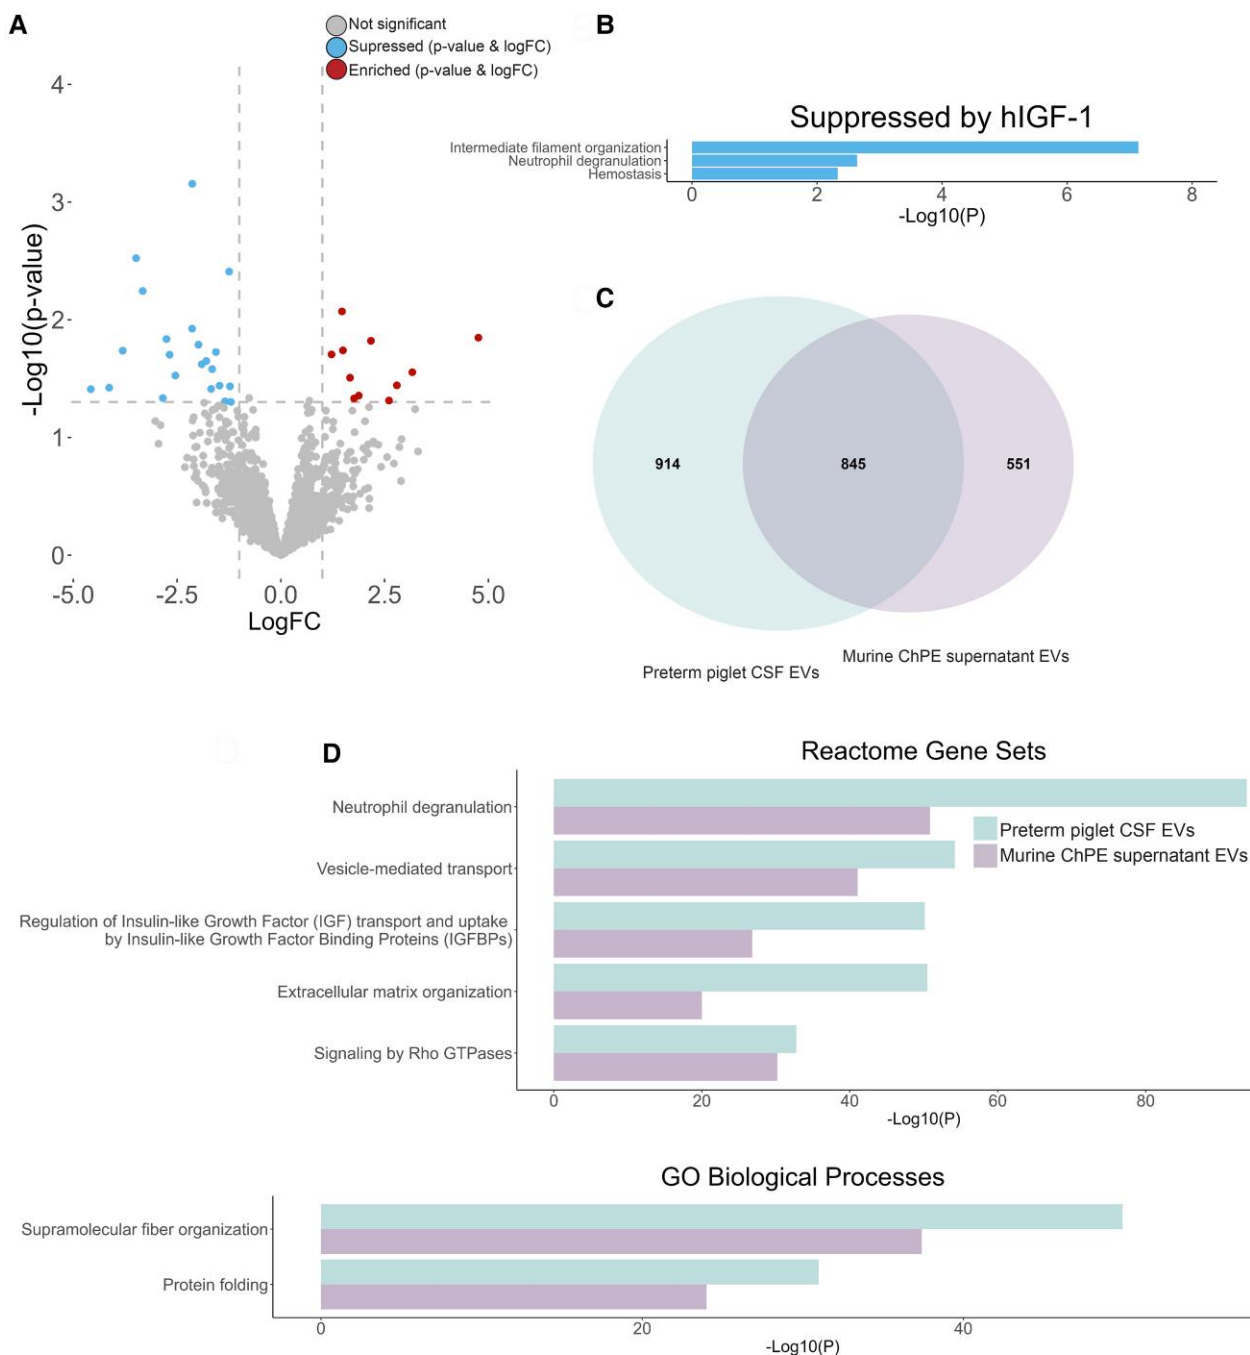 A
Not significant
Supressed (p-value & logFC)
Enriched (p-value & logFC)
4
3
2
1
0
-Log10(p-value)
-5.0
-2.5
0.0
2.5
5.0
LogFC
B
Suppressed by hIGF-1
Intermediate filament organization
Neutrophil degranulation
Hemostasis
0
2
4
6
8
-Log10(P)
C
914
845
551
Preterm piglet CSF EVs
Murine ChPE supernatant EVs
D
Reactome Gene Sets
Neutrophil degranulation
Vesicle-mediated transport
Regulation of Insulin-like Growth Factor (IGF) transport and uptake
by Insulin-like Growth Factor Binding Proteins (IGFBPs)
Extracellular matrix organization
Signaling by Rho GTPases
Preterm piglet CSF EVs
Murine ChPE supernatant EVs
0
20
40
60
80
-Log10(P)
GO Biological Processes
Supramolecular fiber organization
Protein folding
0
20
40
-Log10(P)